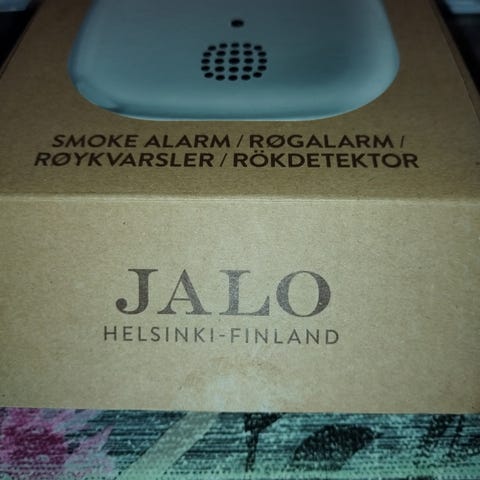 SMOKE ALARM / RØGALARM /
RØYKVARSLER / RÖKDETEKTOR
JALO
HELSINKI-FINLAND